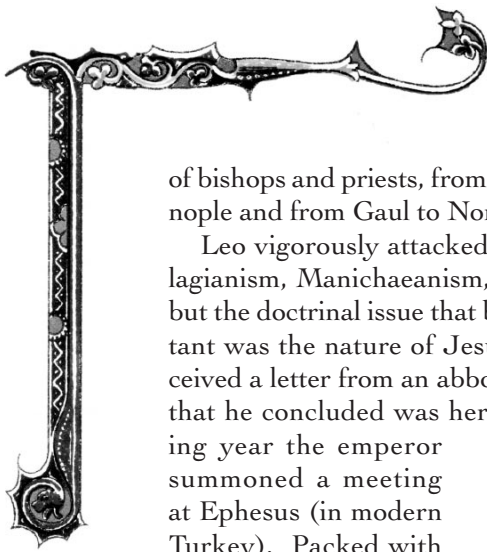 of bishops and priests, from
nople and from Gaul to Nor
Leo vigorously attacked
lagianism, Manichaeanism,
but the doctrinal issue that b
tant was the nature of Jesu
ceived a letter from an abbo
that he concluded was her
ing year the emperor
summoned a meeting
at Ephesus (in modern
Turkey). Packed with